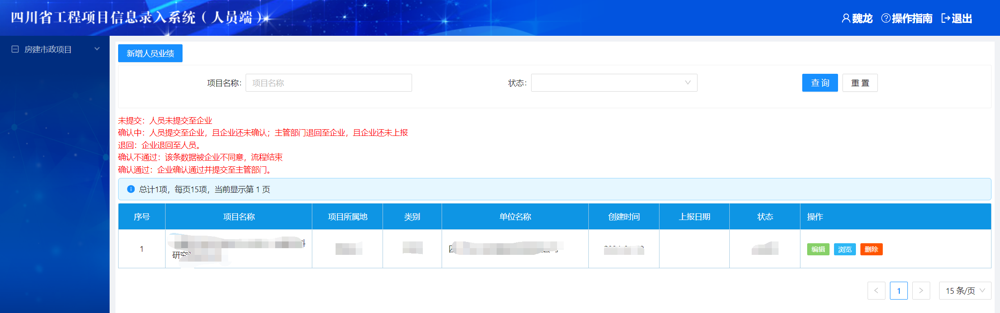 四川省工程项目信息录入系统（人员端）
魏龙 操作指南 退出
房建市政项目
新增人员业绩
项目名称: 项目名称 状态: 查 询 重 置
未提交：人员未提交至企业
确认中：人员提交至企业，且企业还未确认；主管部门退回至企业，且企业还未上报
退回：企业退回至人员。
确认不通过：该条数据被企业不同意，流程结束
确认通过：企业确认通过并提交至主管部门。
总计1项，每页15项，当前显示第 1 页
序号 项目名称 项目所属地 类别 单位名称 创建时间 上报日期 状态 操作
1 编辑 浏览 删除
研究
< 1 > 15 条/页